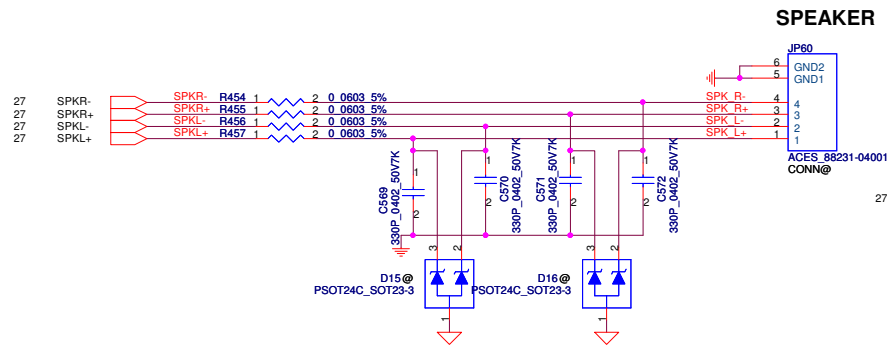 SPEAKER
JP60
6 GND2
5 GND1
27 SPKR- SPKR- R454 1 2 0_0603_5% SPK_R- 4 4
27 SPKR+ SPKR+ R455 1 2 0_0603_5% SPK_R+ 3 3
27 SPKL- SPKL- R456 1 2 0_0603_5% SPK_L- 2 2
27 SPKL+ SPKL+ R457 1 2 0_0603_5% SPK_L+ 1 1
ACES_88231-04001
CONN@
27
1 2 C569 330P_0402_50V7K
1 2 C570 330P_0402_50V7K
1 2 C571 330P_0402_50V7K
1 2 C572 330P_0402_50V7K
3 2
D15@
PSOT24C_SOT23-3
1
3 2
D16@
PSOT24C_SOT23-3
1